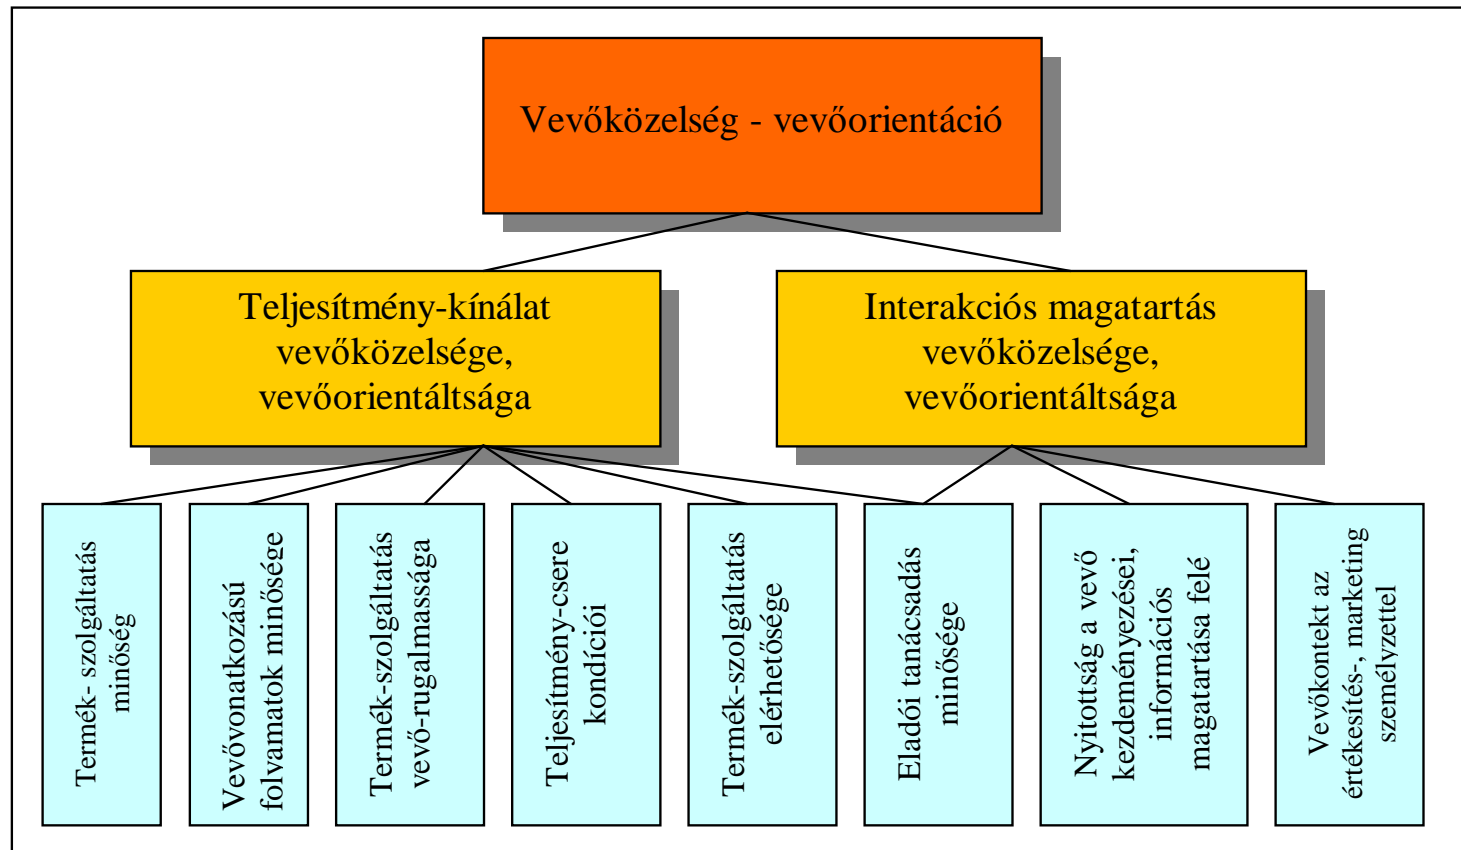 Vevőközelség - vevőorientáció
Teljesítmény-kínálat
vevőközelsége,
vevőorientáltsága
Interakciós magatartás
vevőközelsége,
vevőorientáltsága
Termék- szolgáltatás
minőség
Vevővonatkozású
folyamatok minősége
Termék-szolgáltatás
vevő-rugalmassága
Teljesítmény-csere
kondíciói
Termék-szolgáltatás
elérhetősége
Eladói tanácsadás
minősége
Nyitottság a vevő
kezdeményezései,
információs
magatartása felé
Vevőkontekt az
értékesítés-, marketing
személyzettel